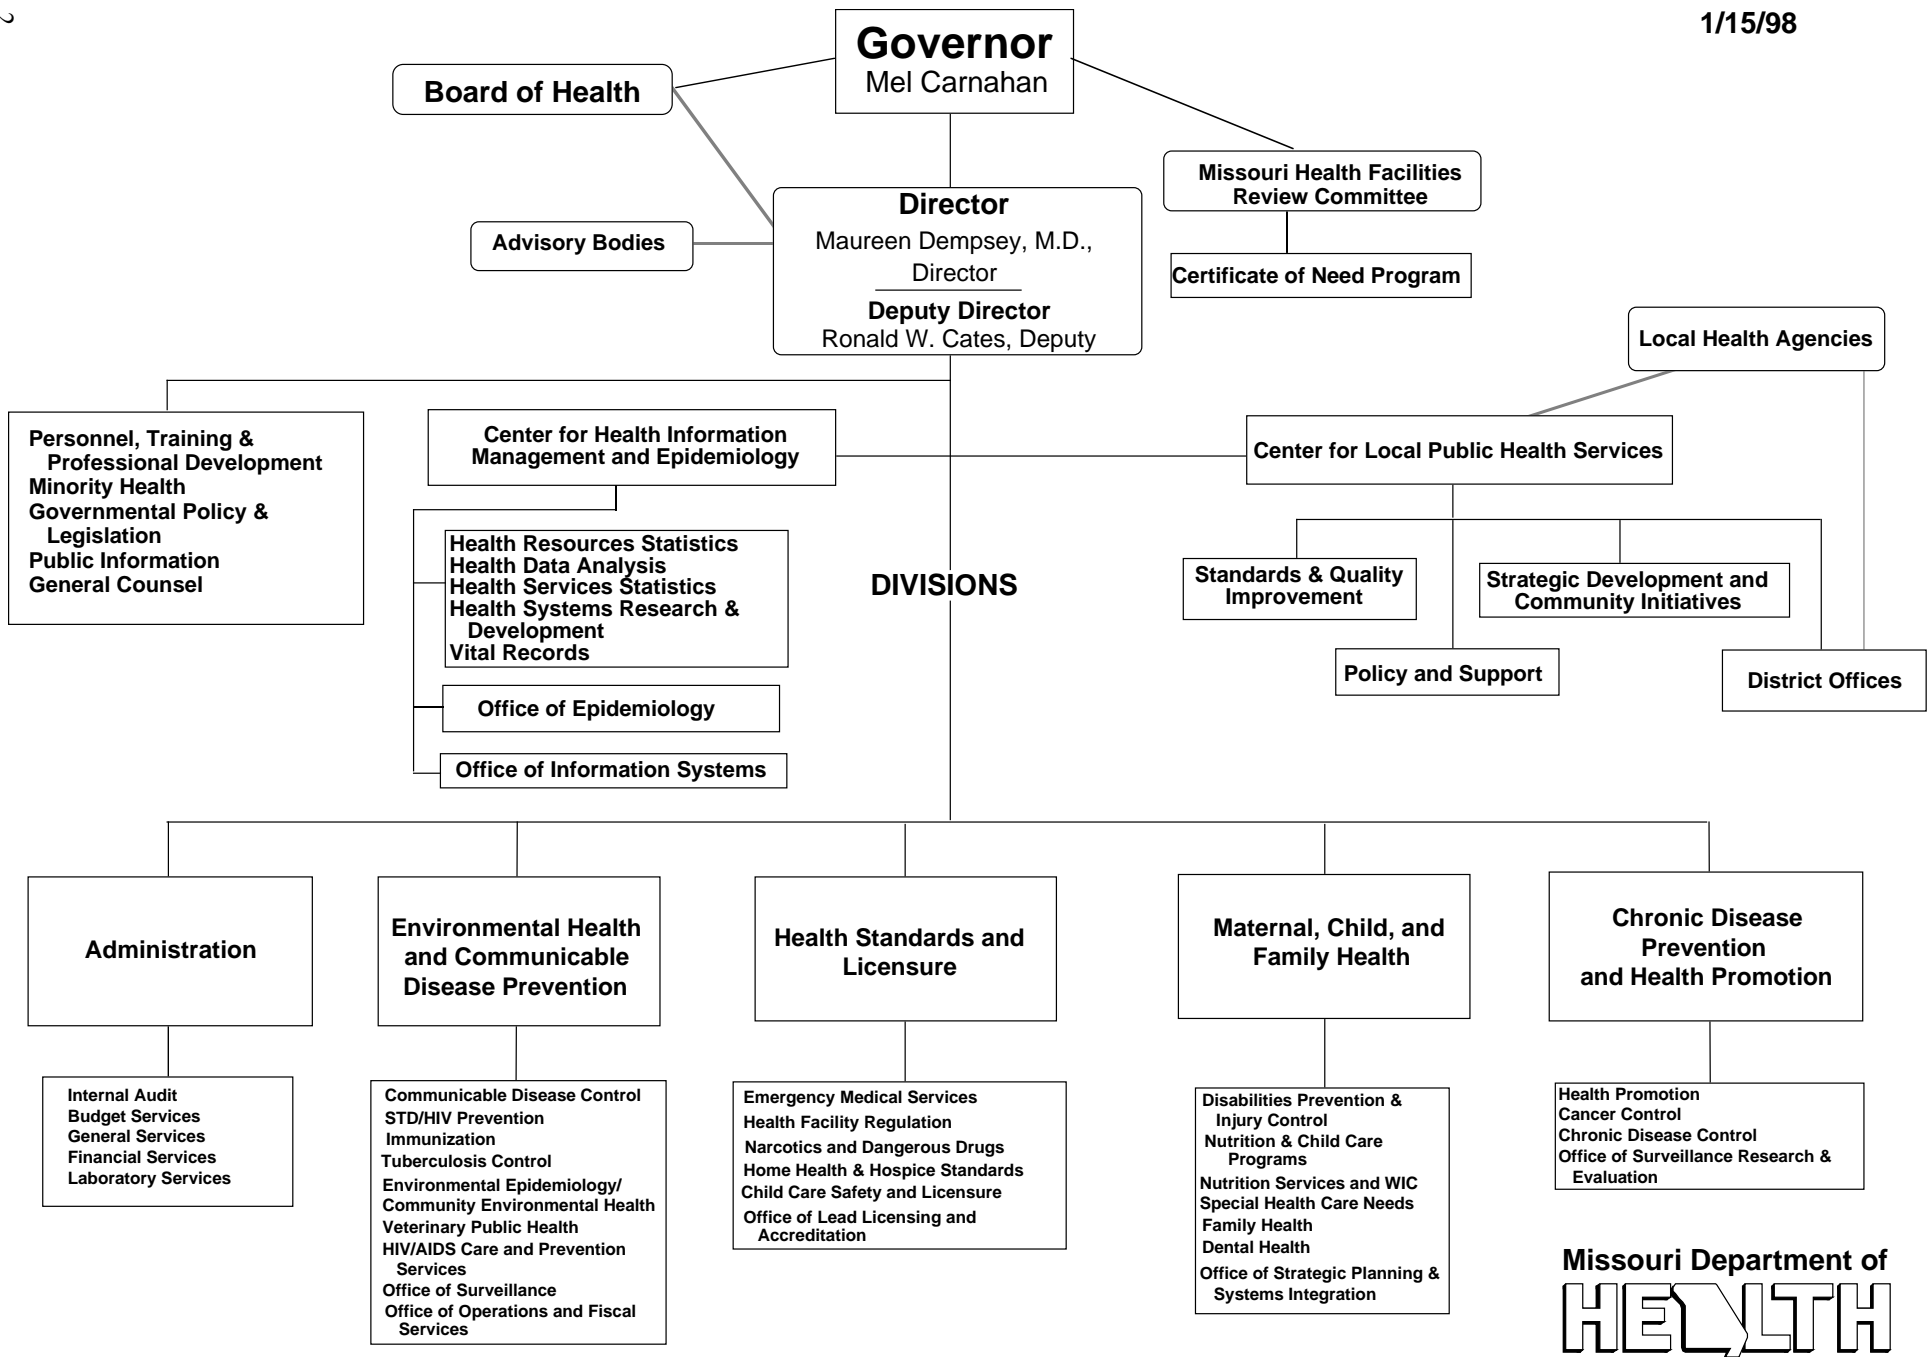 2
1/15/98
Governor
Mel Carnahan
Board of Health
Missouri Health Facilities
Review Committee
Director
Maureen Dempsey, M.D.,
Director
Deputy Director
Ronald W. Cates, Deputy
Advisory Bodies
Certificate of Need Program
Local Health Agencies
Personnel, Training &
Professional Development
Minority Health
Governmental Policy &
Legislation
Public Information
General Counsel
Center for Health Information
Management and Epidemiology
Center for Local Public Health Services
Health Resources Statistics
Health Data Analysis
Health Services Statistics
Health Systems Research &
Development
Vital Records
Office of Epidemiology
Office of Information Systems
DIVISIONS
Standards & Quality
Improvement
Strategic Development and
Community Initiatives
Policy and Support
District Offices
Administration
Environmental Health
and Communicable
Disease Prevention
Health Standards and
Licensure
Maternal, Child, and
Family Health
Chronic Disease
Prevention
and Health Promotion
Internal Audit
Budget Services
General Services
Financial Services
Laboratory Services
Communicable Disease Control
STD/HIV Prevention
Immunization
Tuberculosis Control
Environmental Epidemiology/
Community Environmental Health
Veterinary Public Health
HIV/AIDS Care and Prevention
Services
Office of Surveillance
Office of Operations and Fiscal
Services
Emergency Medical Services
Health Facility Regulation
Narcotics and Dangerous Drugs
Home Health & Hospice Standards
Child Care Safety and Licensure
Office of Lead Licensing and
Accreditation
Disabilities Prevention &
Injury Control
Nutrition & Child Care
Programs
Nutrition Services and WIC
Special Health Care Needs
Family Health
Dental Health
Office of Strategic Planning &
Systems Integration
Health Promotion
Cancer Control
Chronic Disease Control
Office of Surveillance Research &
Evaluation
Missouri Department of
HEALTH